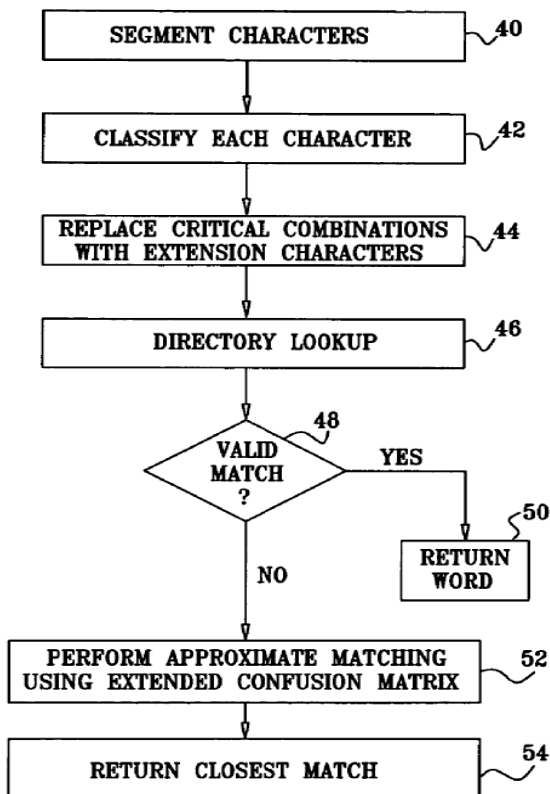 SEGMENT CHARACTERS
40
CLASSIFY EACH CHARACTER
42
REPLACE CRITICAL COMBINATIONS
WITH EXTENSION CHARACTERS
44
DIRECTORY LOOKUP
46
48
VALID
MATCH
?
YES
50
RETURN
WORD
NO
PERFORM APPROXIMATE MATCHING
USING EXTENDED CONFUSION MATRIX
52
RETURN CLOSEST MATCH
54